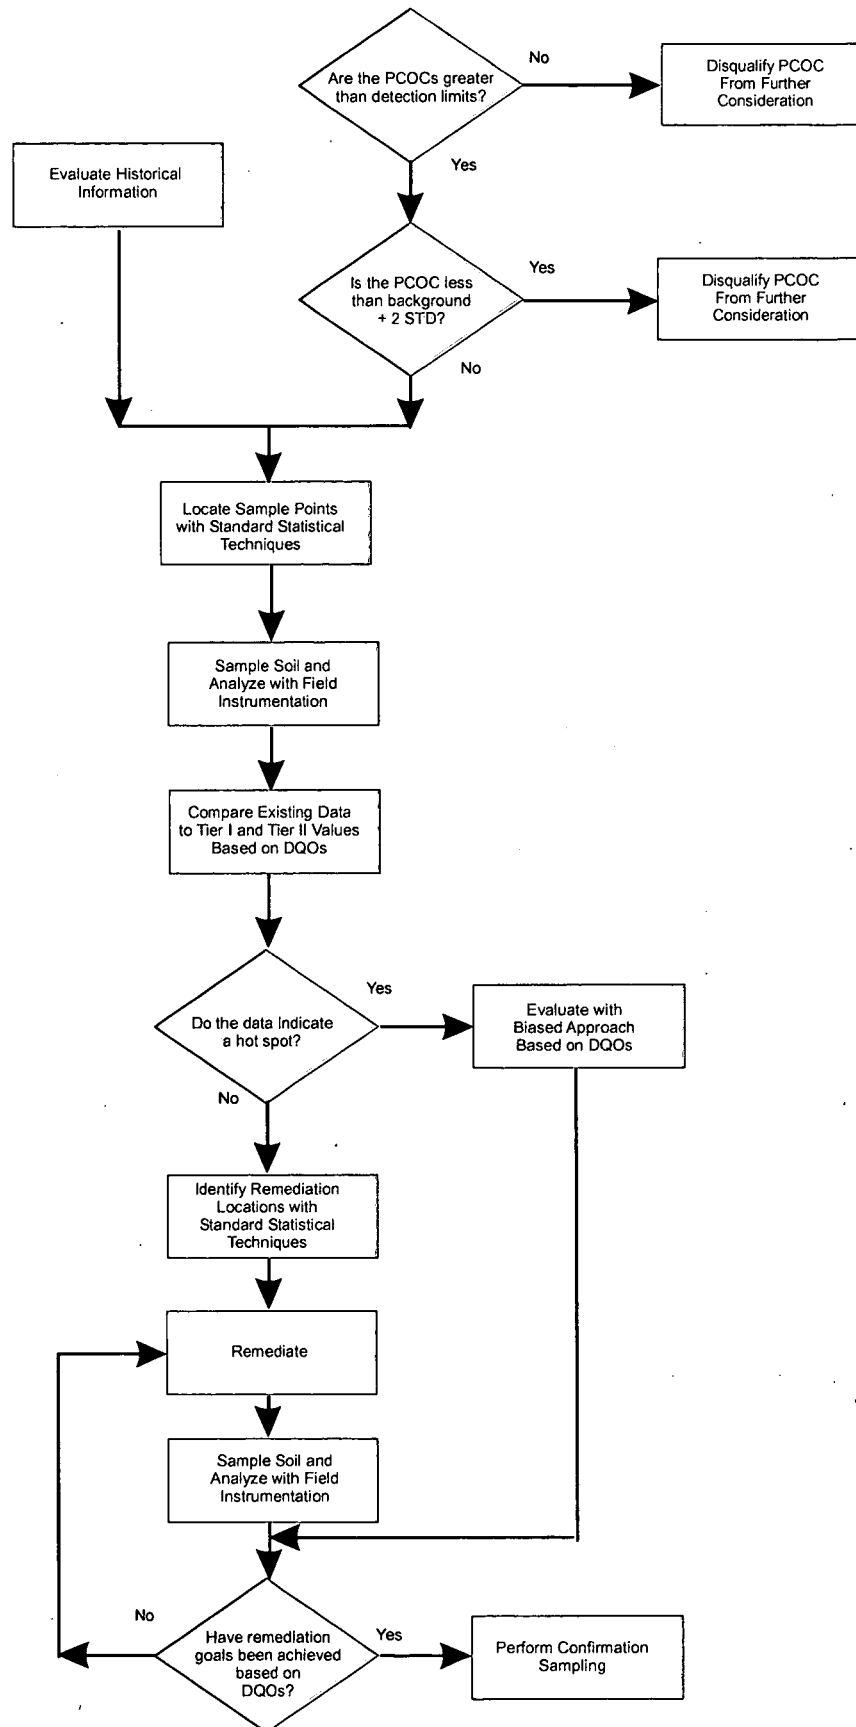 Are the PCOCs greater
than detection limits?
No
Disqualify PCOC
From Further
Consideration
Yes
Evaluate Historical
Information
Is the PCOC less
than background
+ 2 STD?
Yes
Disqualify PCOC
From Further
Consideration
No
Locate Sample Points
with Standard Statistical
Techniques
Sample Soil and
Analyze with Field
Instrumentation
Compare Existing Data
to Tier I and Tier II Values
Based on DQOs
Do the data Indicate
a hot spot?
Yes
Evaluate with
Biased Approach
Based on DQOs
No
Identify Remediation
Locations with
Standard Statistical
Techniques
Remediate
Sample Soil and
Analyze with Field
Instrumentation
No
Have remediation
goals been achieved
based on
DQOs?
Yes
Perform Confirmation
Sampling